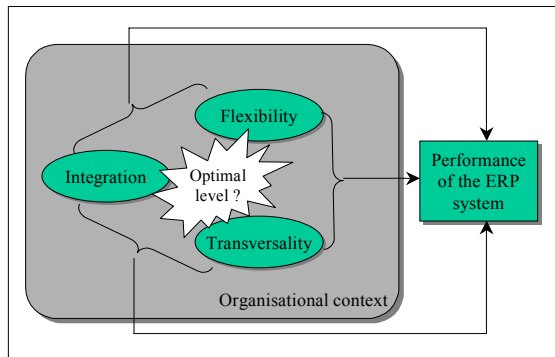 Flexibility
Integration
Optimal
level ?
Transversality
Organisational context
Performance
of the ERP
system